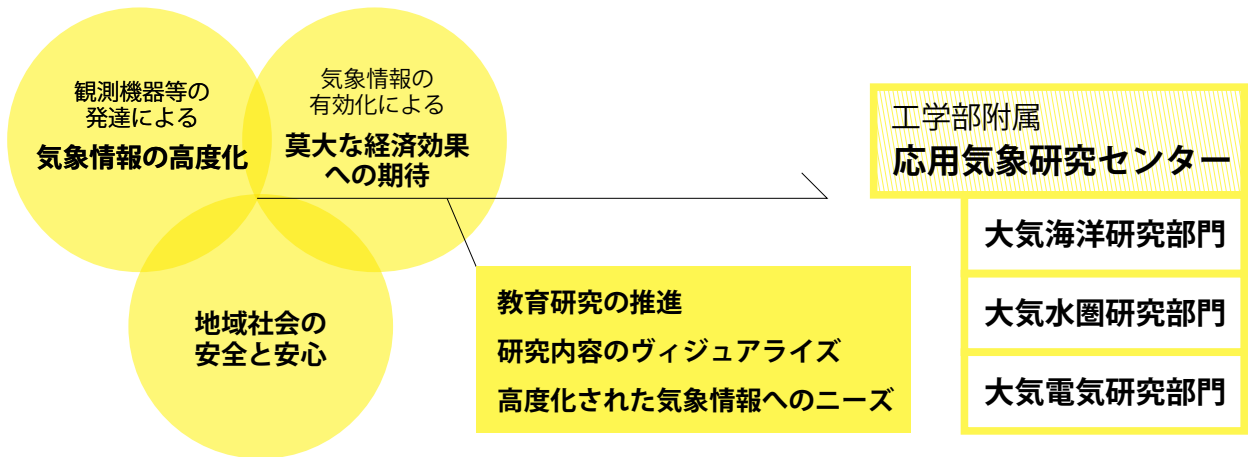 観測機器等の
発達による
気象情報の高度化
気象情報の
有効化による
莫大な経済効果
への期待
地域社会の
安全と安心
教育研究の推進
研究内容のヴィジュアライズ
高度化された気象情報へのニーズ
工学部附属
応用気象研究センター
大気海洋研究部門
大気水圏研究部門
大気電気研究部門